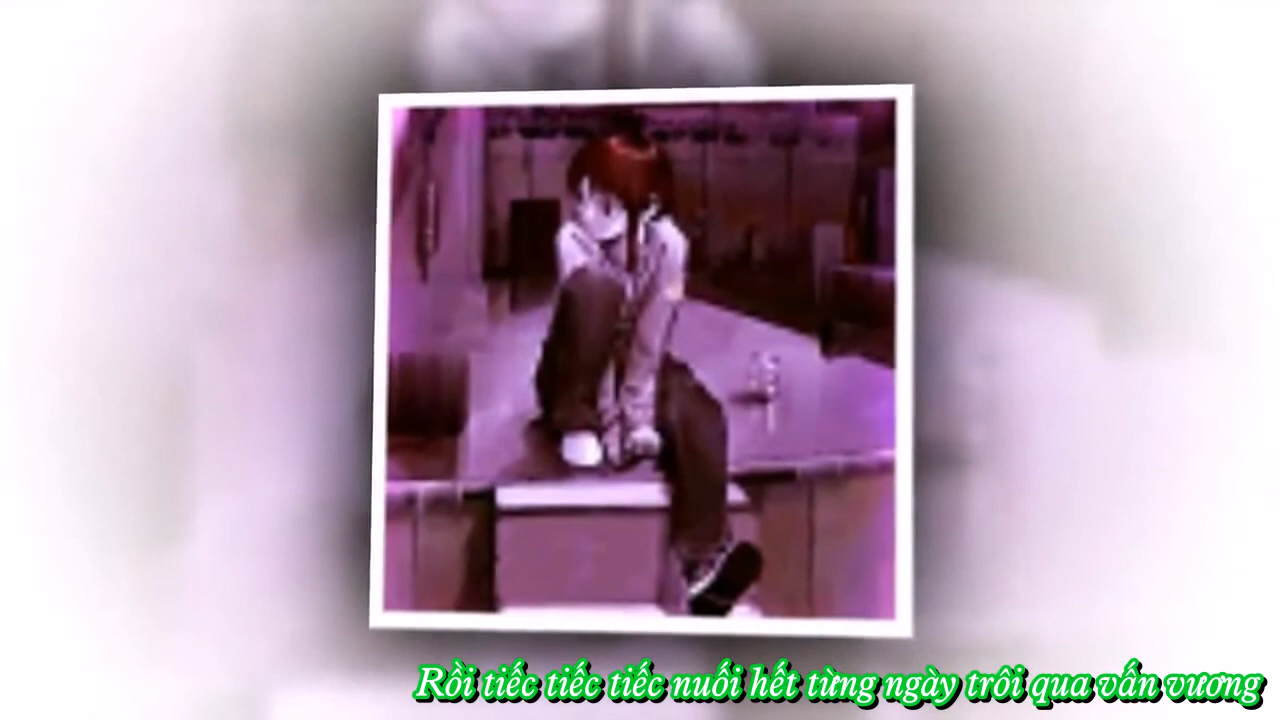 Rồi tiếc tiếc tiếc nuối hết từng ngày trôi qua vấn vương